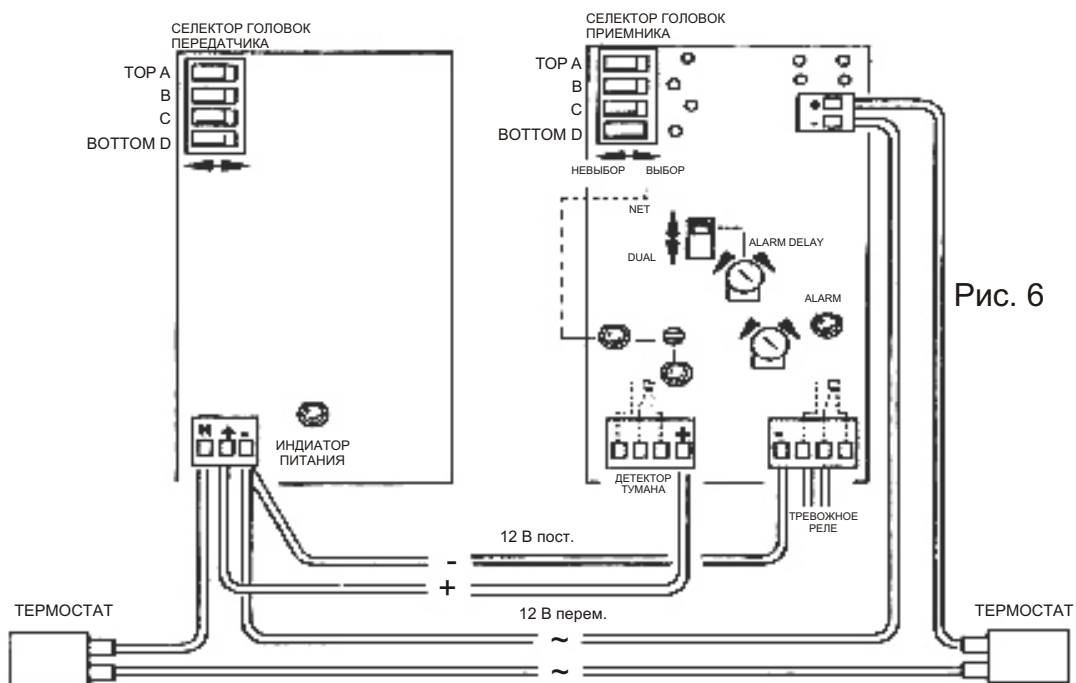 СЕЛЕКТОР ГОЛОВОК
ПЕРЕДАТЧИКА
TOP A
B
C
BOTTOM D
СЕЛЕКТОР ГОЛОВОК
ПРИЕМНИКА
TOP A
B
C
BOTTOM D
НЕВЫБОР
ВЫБОР
NET
DUAL
ALARM DELAY
ALARM
Рис. 6
+
-
H + -
ИНДИАТОР
ПИТАНИЯ
+
ДЕТЕКТОР
ТУМАНА
-
ТРЕВОЖНОЕ
РЕЛЕ
12 В пост.
-
+
12 В перем.
~
~
ТЕРМОСТАТ
ТЕРМОСТАТ